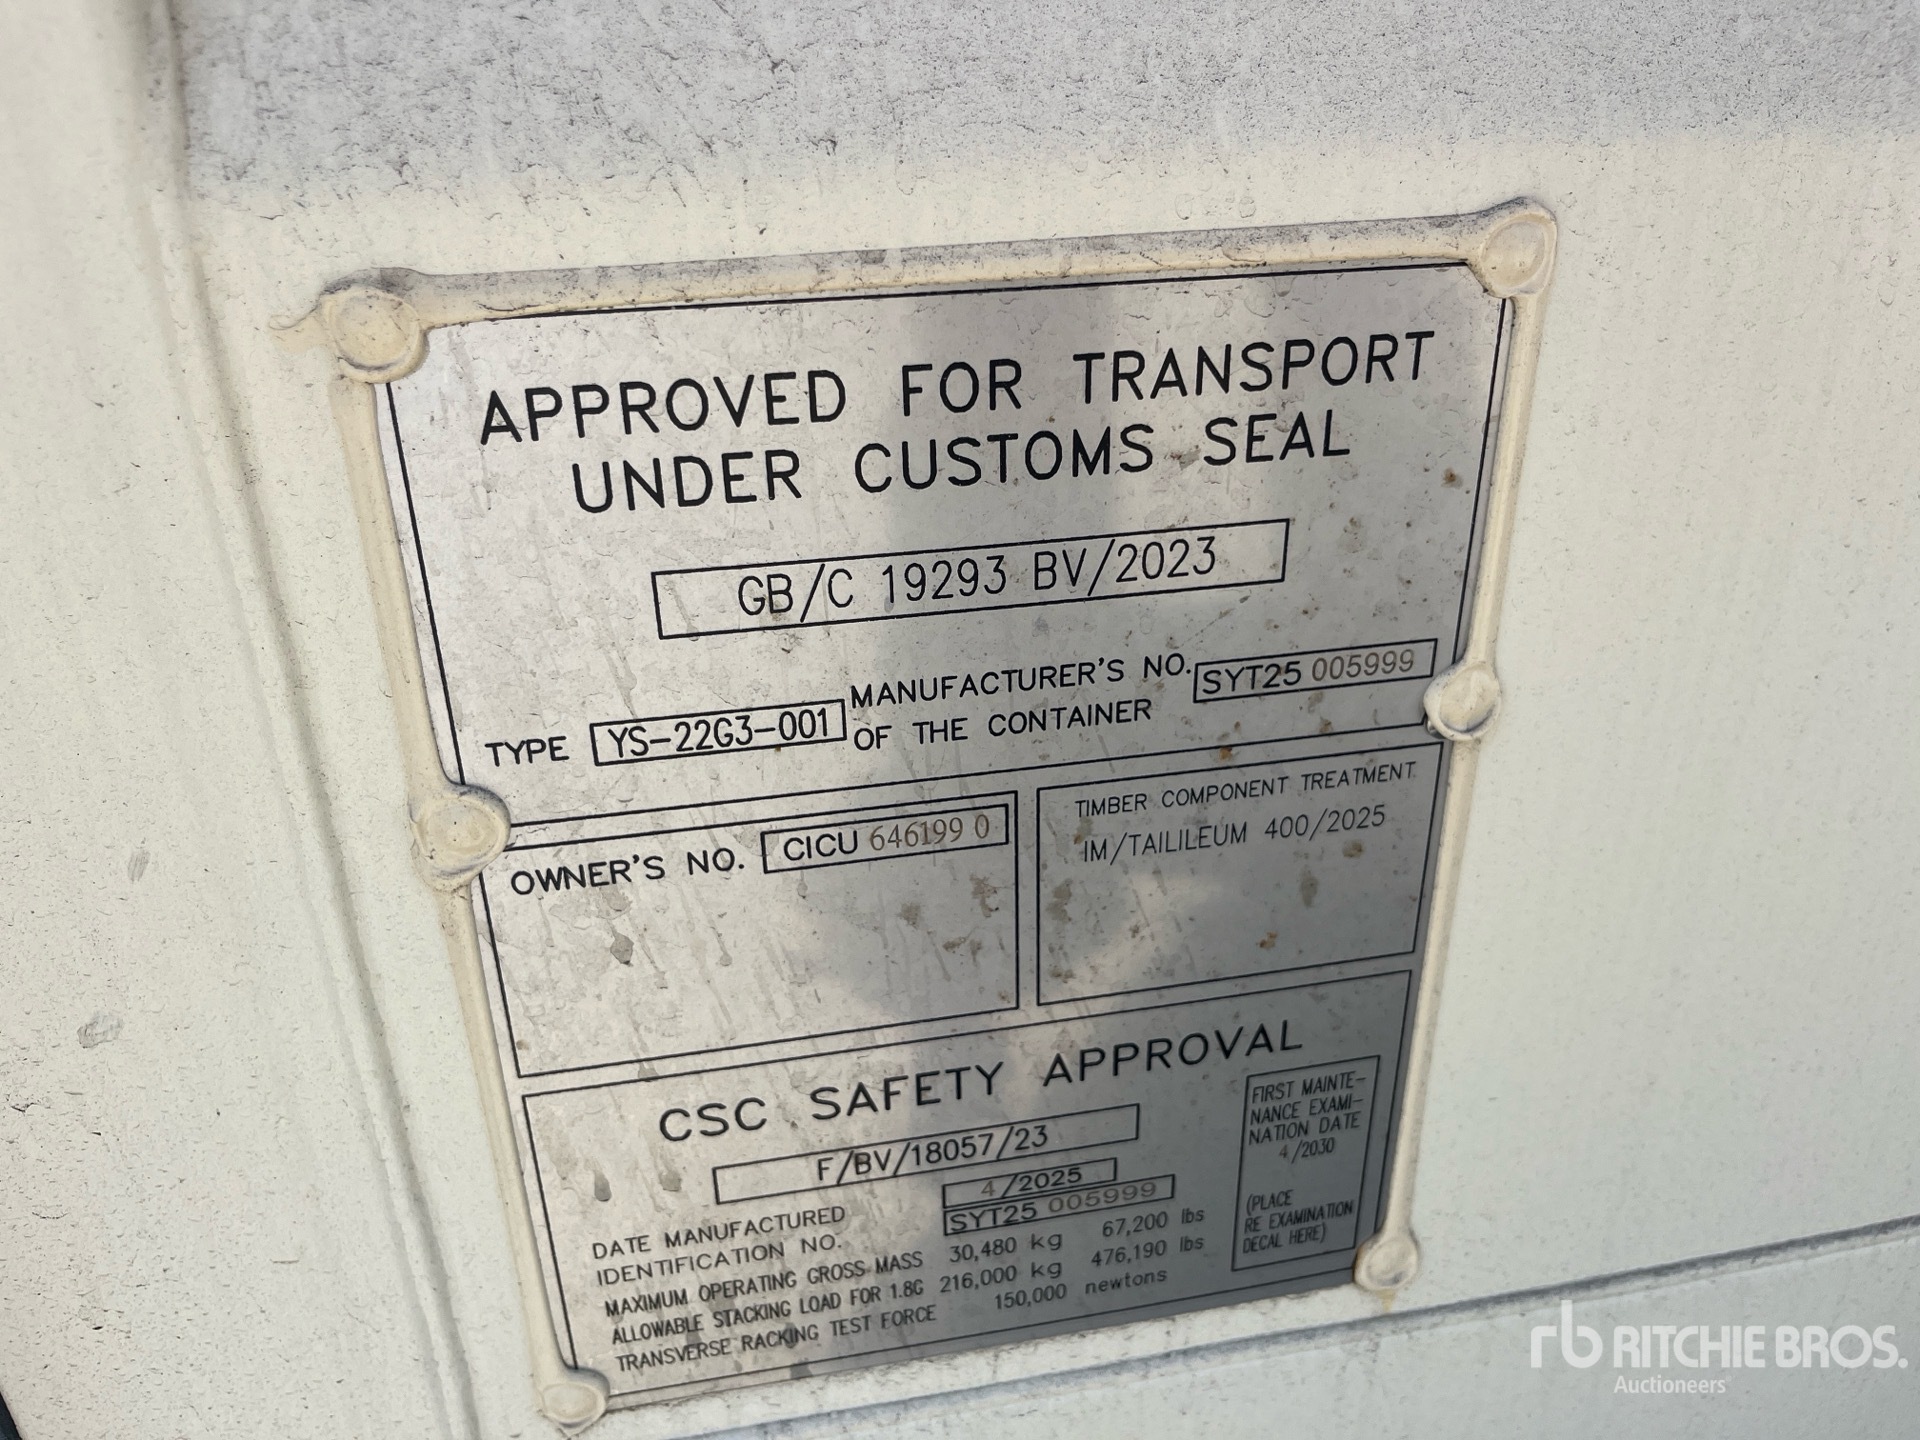 APPROVED FOR TRANSPORT
UNDER CUSTOMS SEAL
GB/C 19293 BV/2023
TYPE YS-22G3-001 MANUFACTURER'S NO. OF THE CONTAINER SYT25 005999
OWNER'S NO. CICU 646199 0
TIMBER COMPONENT TREATMENT
IM/TAILILEUM 400/2025
CSC SAFETY APPROVAL
F/BV/18057/23
DATE MANUFACTURED 4/2025
IDENTIFICATION NO. SYT25 005999
MAXIMUM OPERATING GROSS MASS 30,480 kg 67,200 lbs
ALLOWABLE STACKING LOAD FOR 1.8G 216,000 kg 476,190 lbs
TRANSVERSE RACKING TEST FORCE 150,000 newtons
FIRST MAINTE-
NANCE EXAMI-
NATION DATE
4/2030
(PLACE
RE EXAMINATION
DECAL HERE)
rb RITCHIE BROS.
Auctioneers